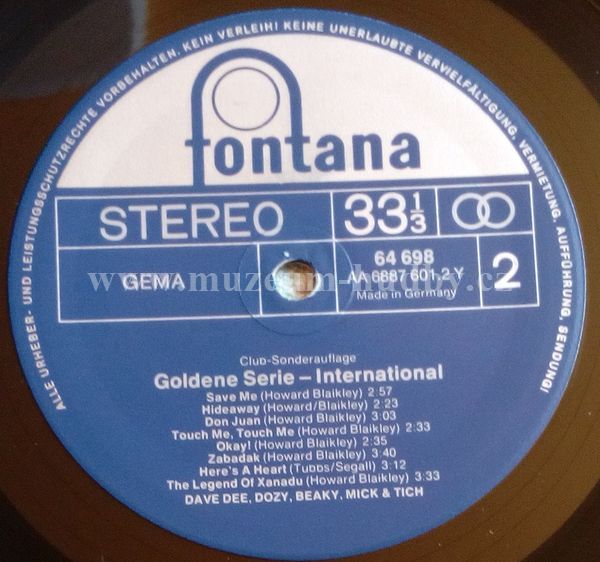 ALLE URHEBER- UND LEISTUNGSSCHUTZRECHTE VORBEHALTEN. KEIN VERLEIH! KEINE UNERLAUBTE VERVIELFÄLTIGUNG, VERMIETUNG, AUFFÜHRUNG, SENDUNG!
fontana
STEREO 33 1/3
GEMA 64 698
AA 6887 601.2 Y 2
Made in Germany
www.muzeum-hudby.cz
Club-Sonderauflage
Goldene Serie – International
Save Me (Howard Blaikley) 2:57
Hideaway (Howard/Blaikley) 2:23
Don Juan (Howard Blaikley) 3:03
Touch Me, Touch Me (Howard Blaikley) 2:33
Okay! (Howard Blaikley) 2:35
Zabadak (Howard Blaikley) 3:40
Here's A Heart (Tubbs/Segall) 3:12
The Legend Of Xanadu (Howard Blaikley) 3:33
DAVE DEE, DOZY, BEAKY, MICK & TICH